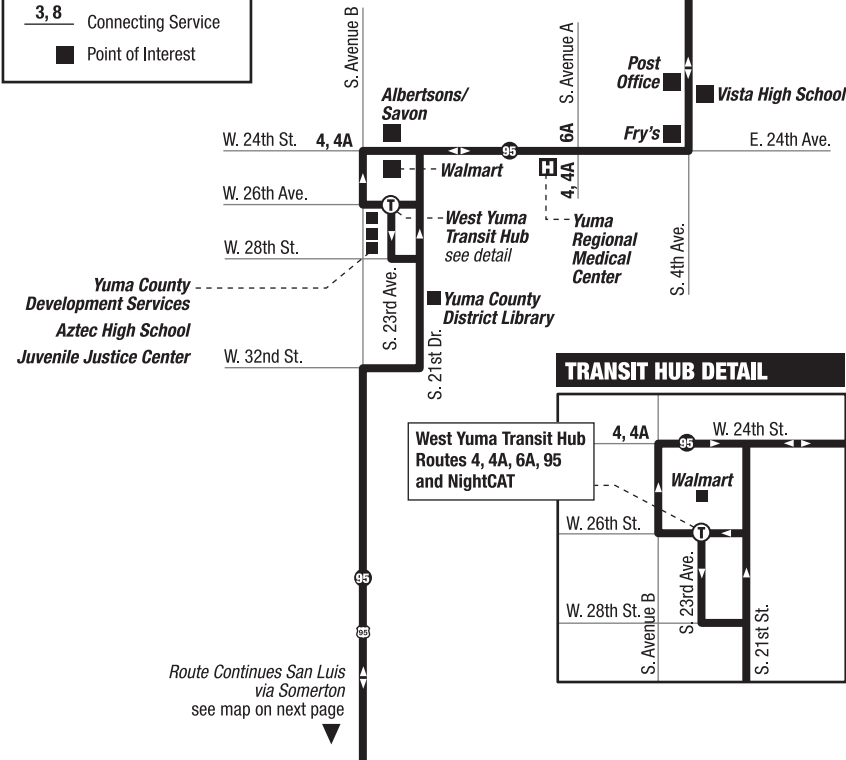 3, 8 Connecting Service
Point of Interest
S. Avenue B
S. Avenue A
Post
Office
Vista High School
Albertsons/
Savon
Fry's
W. 24th St.
4, 4A
95
6A
4, 4A
E. 24th Ave.
Walmart
H
W. 26th Ave.
T
West Yuma
Transit Hub
see detail
Yuma
Regional
Medical
Center
W. 28th St.
S. 4th Ave.
Yuma County
Development Services
Aztec High School
Juvenile Justice Center
S. 23rd Ave.
Yuma County
District Library
S. 21st Dr.
W. 32nd St.
95
95
Route Continues San Luis
via Somerton
see map on next page
TRANSIT HUB DETAIL
West Yuma Transit Hub
Routes 4, 4A, 6A, 95
and NightCAT
4, 4A
95
W. 24th St.
Walmart
W. 26th St.
T
S. 23rd Ave.
W. 28th St.
S. Avenue B
S. 21st St.